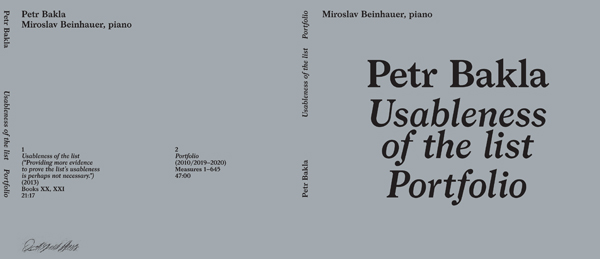 Petr Bakla
Usableness of the list
Portfolio
Petr Bakla
Miroslav Beinhauer, piano
1
Usableness of the list
("Providing more evidence
to prove the list's usableness
is perhaps not necessary.")
(2013)
Books XX, XXI
21:17
2
Portfolio
(2010/2019–2020)
Measures 1–645
47:00
Petr Bakla
Usableness of the list
Portfolio
Miroslav Beinhauer, piano
Petr Bakla
Usableness
of the list
Portfolio